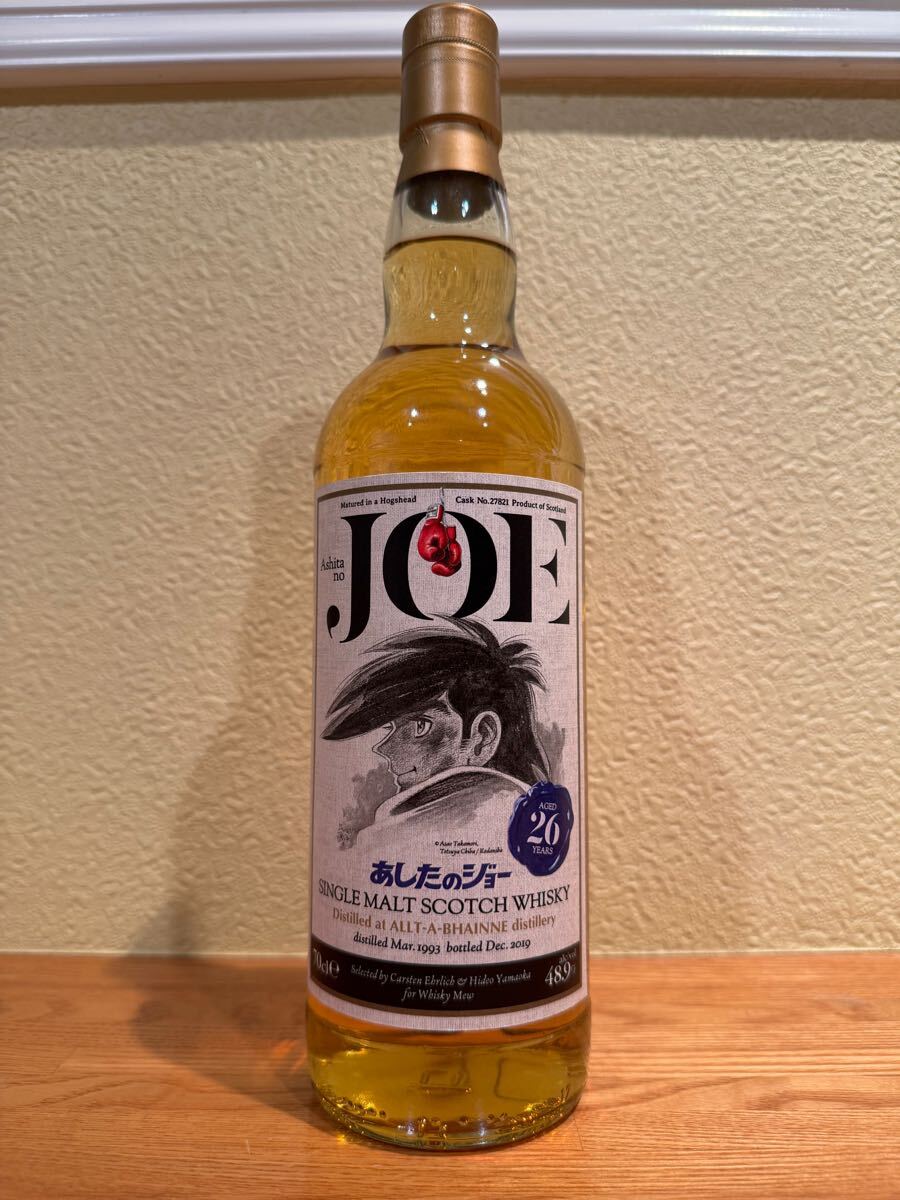 Matured in a Hogshead
Cask No.27821 Product of Scotland
Ashita
no
JOE
AGED
26
YEARS
© Asao Takamori,
Tetsuya Chiba / Kodansha
あしたのジョー
SINGLE MALT SCOTCH WHISKY
Distilled at ALLT-A-BHAINNE distillery
distilled Mar. 1993 bottled Dec. 2019
70cl℮
Selected by Carsten Ehrlich & Hideo Yamaoka
for Whisky Mew
alc/vol
48.9%